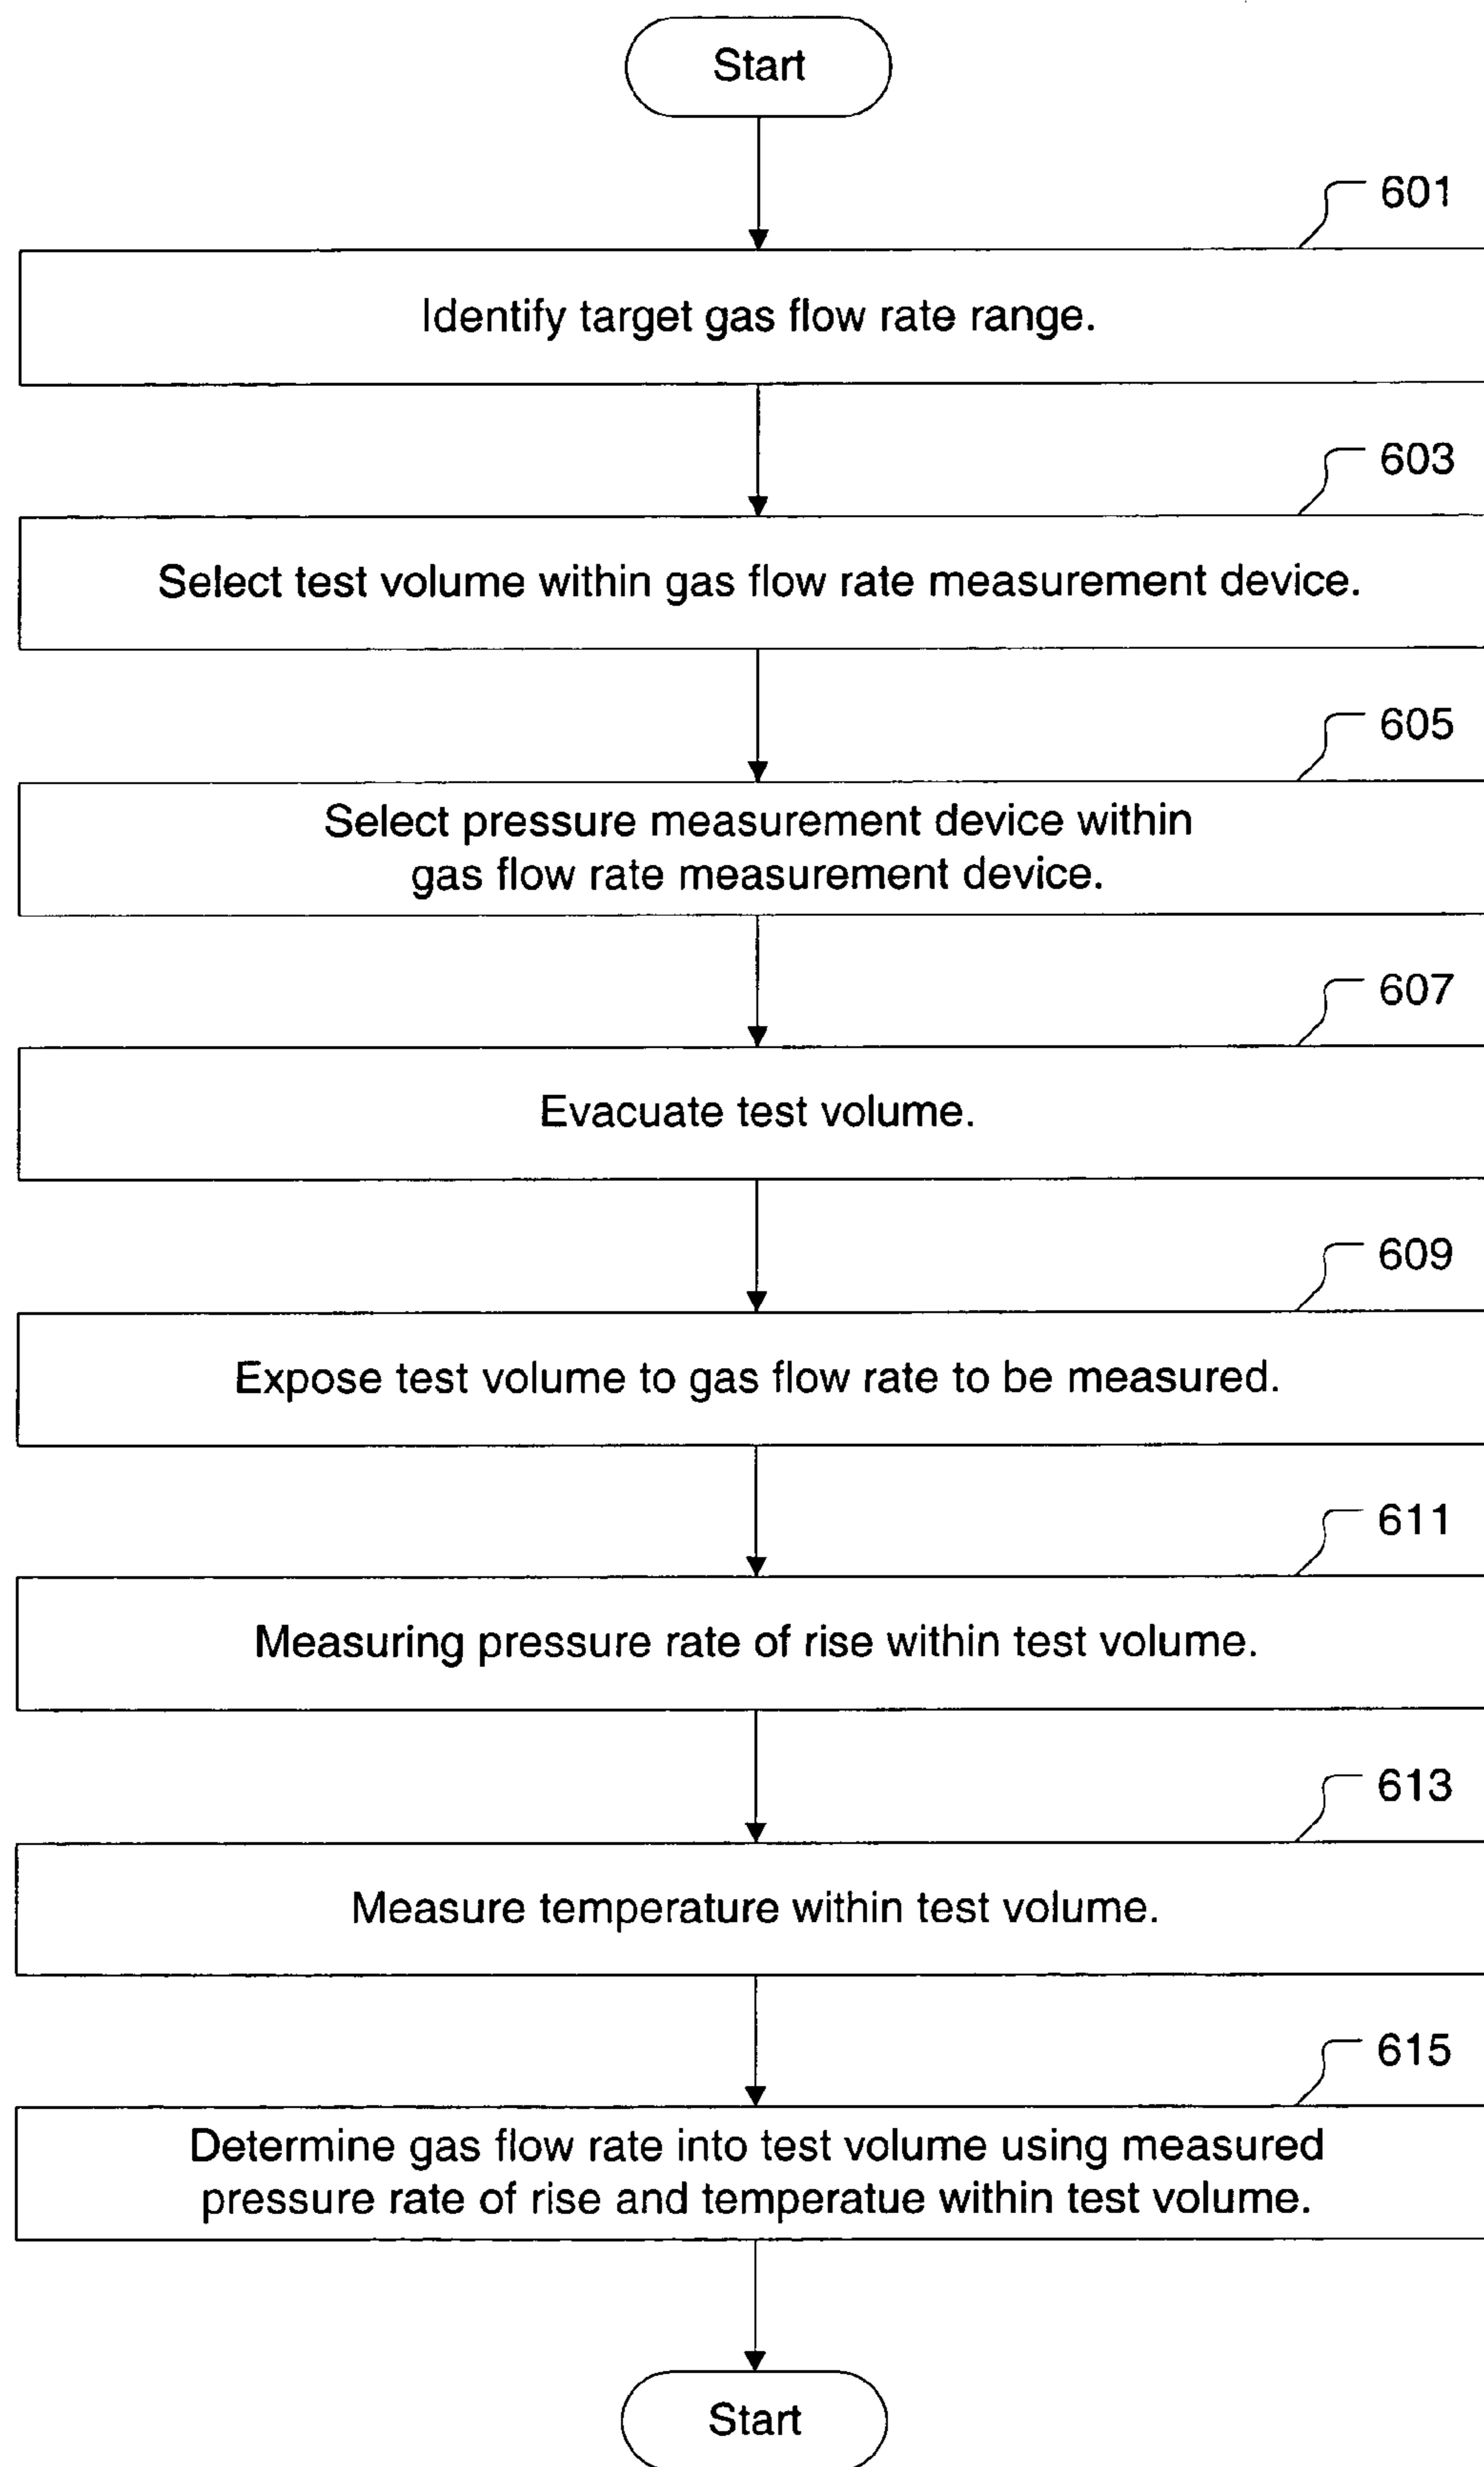 Start
601
Identify target gas flow rate range.
603
Select test volume within gas flow rate measurement device.
605
Select pressure measurement device within
gas flow rate measurement device.
607
Evacuate test volume.
609
Expose test volume to gas flow rate to be measured.
611
Measuring pressure rate of rise within test volume.
613
Measure temperature within test volume.
615
Determine gas flow rate into test volume using measured
pressure rate of rise and temperatue within test volume.
Start